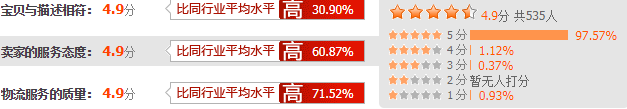 宝贝与描述相符： 4.9分 比同行业平均水平 高 30.90%
卖家的服务态度： 4.9分 比同行业平均水平 高 60.87%
物流服务的质量： 4.9分 比同行业平均水平 高 71.52%
4.9分 共535人
5 分 97.57%
4 分 1.12%
3 分 0.37%
2 分 暂无人打分
1 分 0.93%